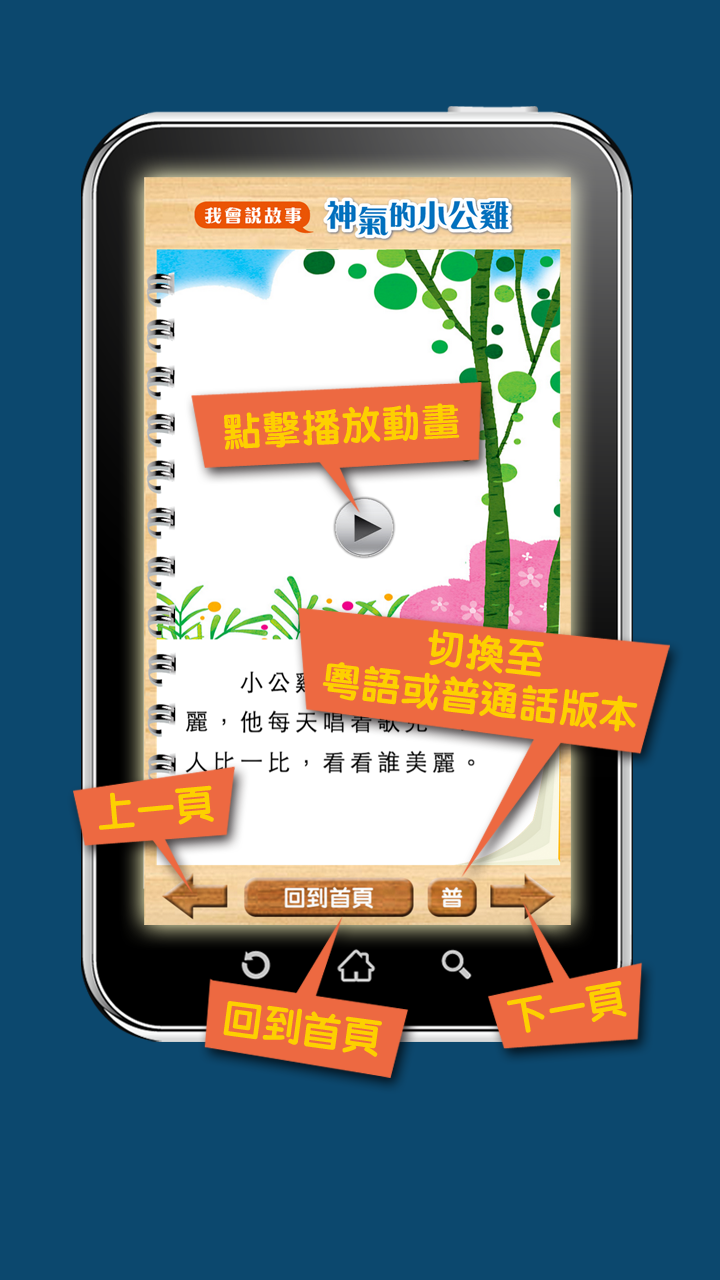 我會説故事 神氣的小公雞
點擊播放動畫
切換至
粵語或普通話版本
小公雞
麗，他每天唱着歌兒
人比一比，看看誰美麗。
上一頁
回到首頁 普
回到首頁
下一頁